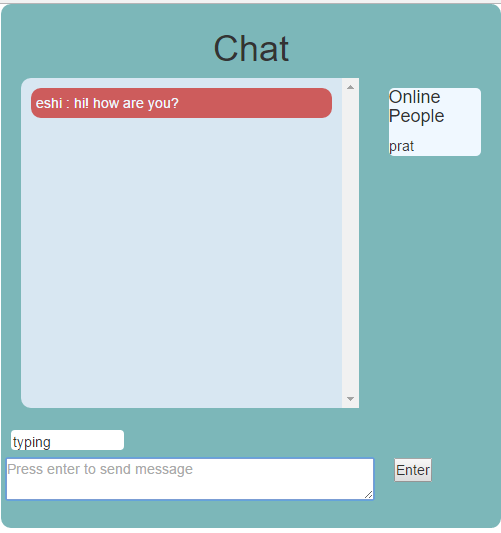 Chat
eshi : hi! how are you?
Online
People
prat
typing
Press enter to send message
Enter